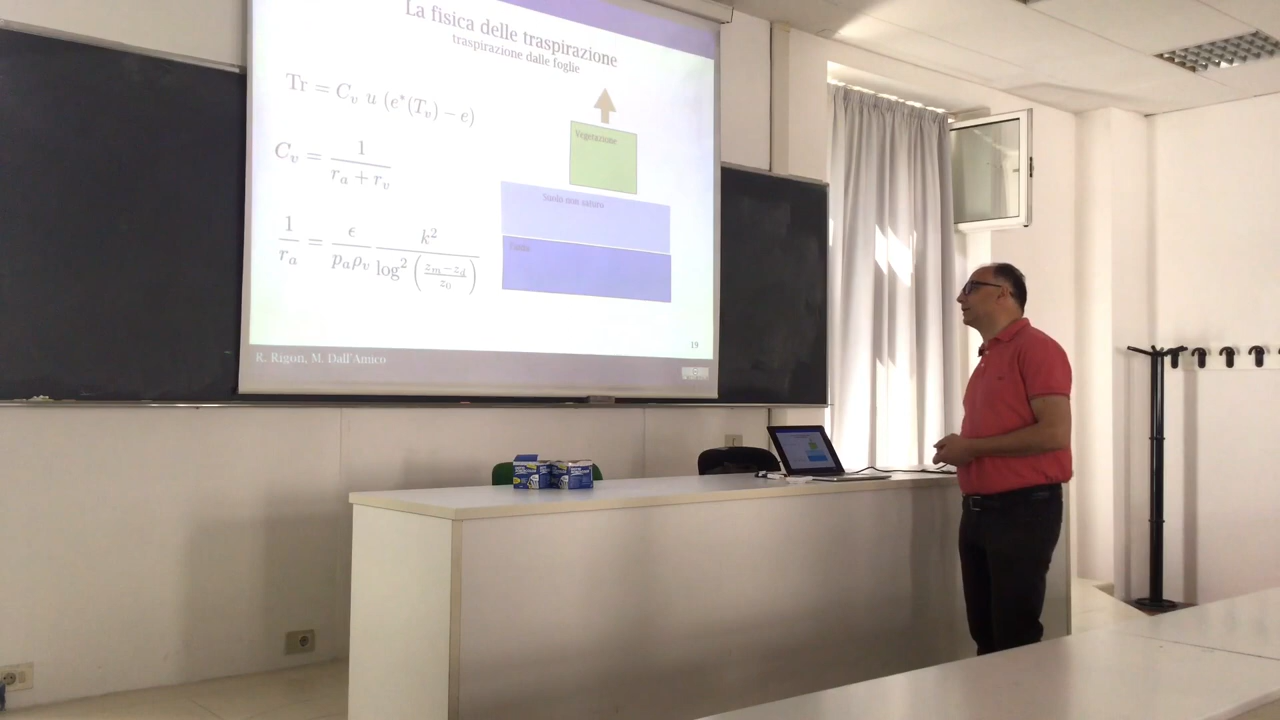 La fisica delle traspirazione
traspirazione dalle foglie
Tr = C_v u (e*(T_v) − e)
C_v = 1 / (r_a + r_v)
1/r_a = ϵ/(p_a ρ_v) k²/log²((z_m − z_d)/z_0)
Vegetazione
Suolo non saturo
19
R. Rigon, M. Dall'Amico